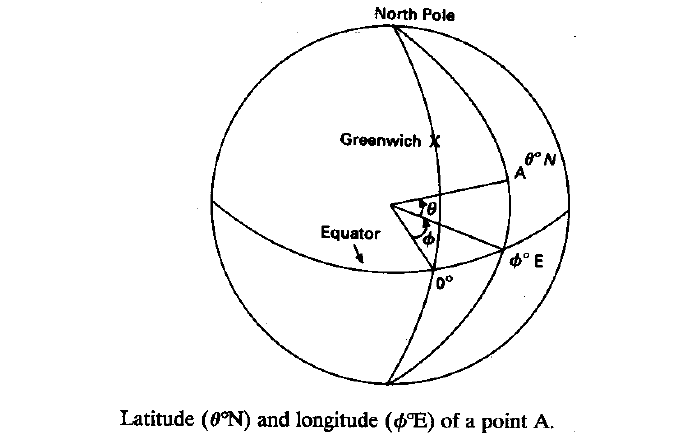 North Pole
Greenwich X
A θ° N
θ
Equator
ϕ
ϕ° E
0°
Latitude (θ°N) and longitude (ϕ°E) of a point A.